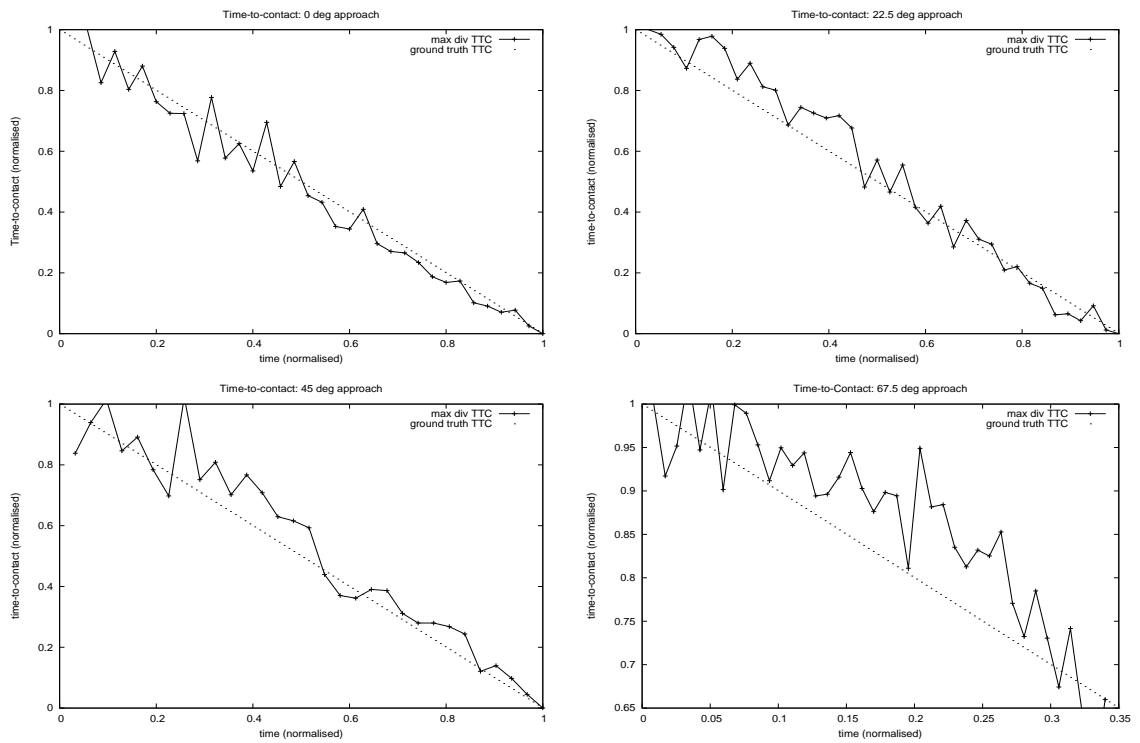 Time-to-contact: 0 deg approach
max div TTC
ground truth TTC
1
0.8
0.6
0.4
0.2
0
Time-to-contact (normalised)
0 0.2 0.4 0.6 0.8 1
time (normalised)
Time-to-contact: 22.5 deg approach
max div TTC
ground truth TTC
1
0.8
0.6
0.4
0.2
0
time-to-contact (normalised)
0 0.2 0.4 0.6 0.8 1
time (normalised)
Time-to-contact: 45 deg approach
max div TTC
ground truth TTC
1
0.8
0.6
0.4
0.2
0
time-to-contact (normalised)
0 0.2 0.4 0.6 0.8 1
time (normalised)
Time-to-Contact: 67.5 deg approach
max div TTC
ground truth TTC
1
0.95
0.9
0.85
0.8
0.75
0.7
0.65
time-to-contact (normalised)
0 0.05 0.1 0.15 0.2 0.25 0.3 0.35
time (normalised)